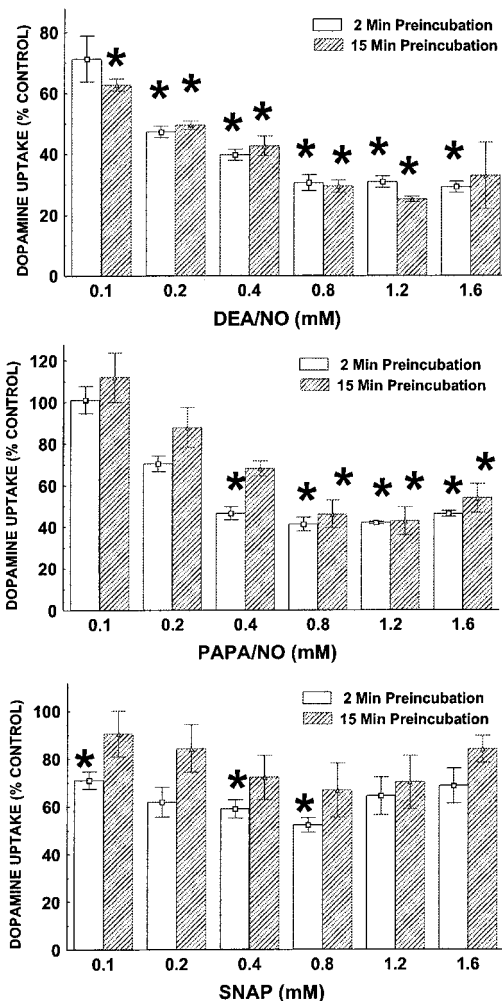 2 Min Preincubation
15 Min Preincubation
DOPAMINE UPTAKE (% CONTROL)
80
60
40
20
0
* * * * * * * * * *
0.1 0.2 0.4 0.8 1.2 1.6
DEA/NO (mM)
2 Min Preincubation
15 Min Preincubation
DOPAMINE UPTAKE (% CONTROL)
120
100
80
60
40
20
0
* * * * * * *
0.1 0.2 0.4 0.8 1.2 1.6
PAPA/NO (mM)
2 Min Preincubation
15 Min Preincubation
DOPAMINE UPTAKE (% CONTROL)
100
80
60
40
20
0
* * *
0.1 0.2 0.4 0.8 1.2 1.6
SNAP (mM)